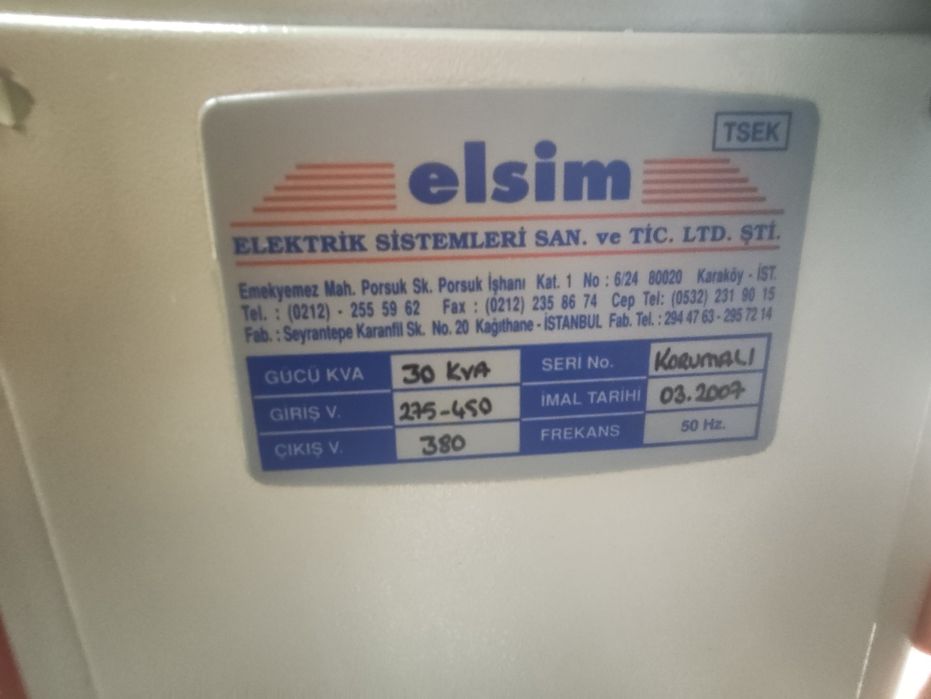 TSEK
elsim
ELEKTRİK SİSTEMLERİ SAN. ve TİC. LTD. ŞTİ.
Emekyemez Mah. Porsuk Sk. Porsuk İşhanı Kat. 1 No : 6/24 80020 Karaköy - İST.
Tel. : (0212) - 255 59 62 Fax : (0212) 235 86 74 Cep Tel: (0532) 231 90 15
Fab. : Seyrantepe Karanfil Sk. No. 20 Kağıthane - İSTANBUL Fab. Tel. : 294 47 63 - 295 72 14
GÜCÜ KVA 30 KVA SERİ No. KORUMALI
GİRİŞ V. 275-450 İMAL TARİHİ 03.2007
ÇIKIŞ V. 380 FREKANS 50 Hz.